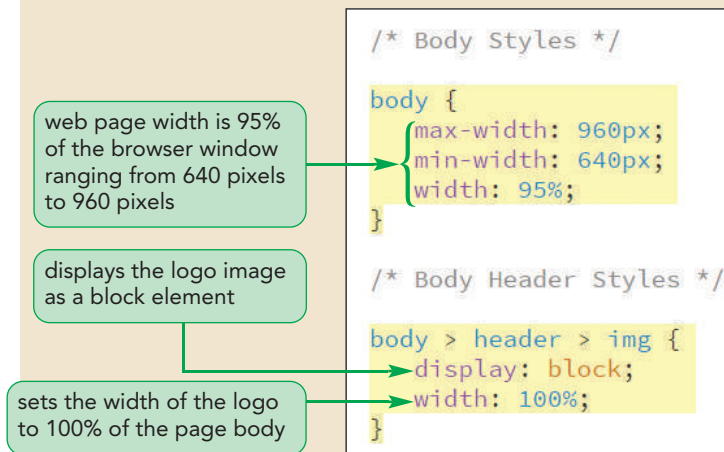 /* Body Styles */
body {
max-width: 960px;
min-width: 640px;
width: 95%;
}
web page width is 95%
of the browser window
ranging from 640 pixels
to 960 pixels
/* Body Header Styles */
body > header > img {
display: block;
width: 100%;
}
displays the logo image
as a block element
sets the width of the logo
to 100% of the page body